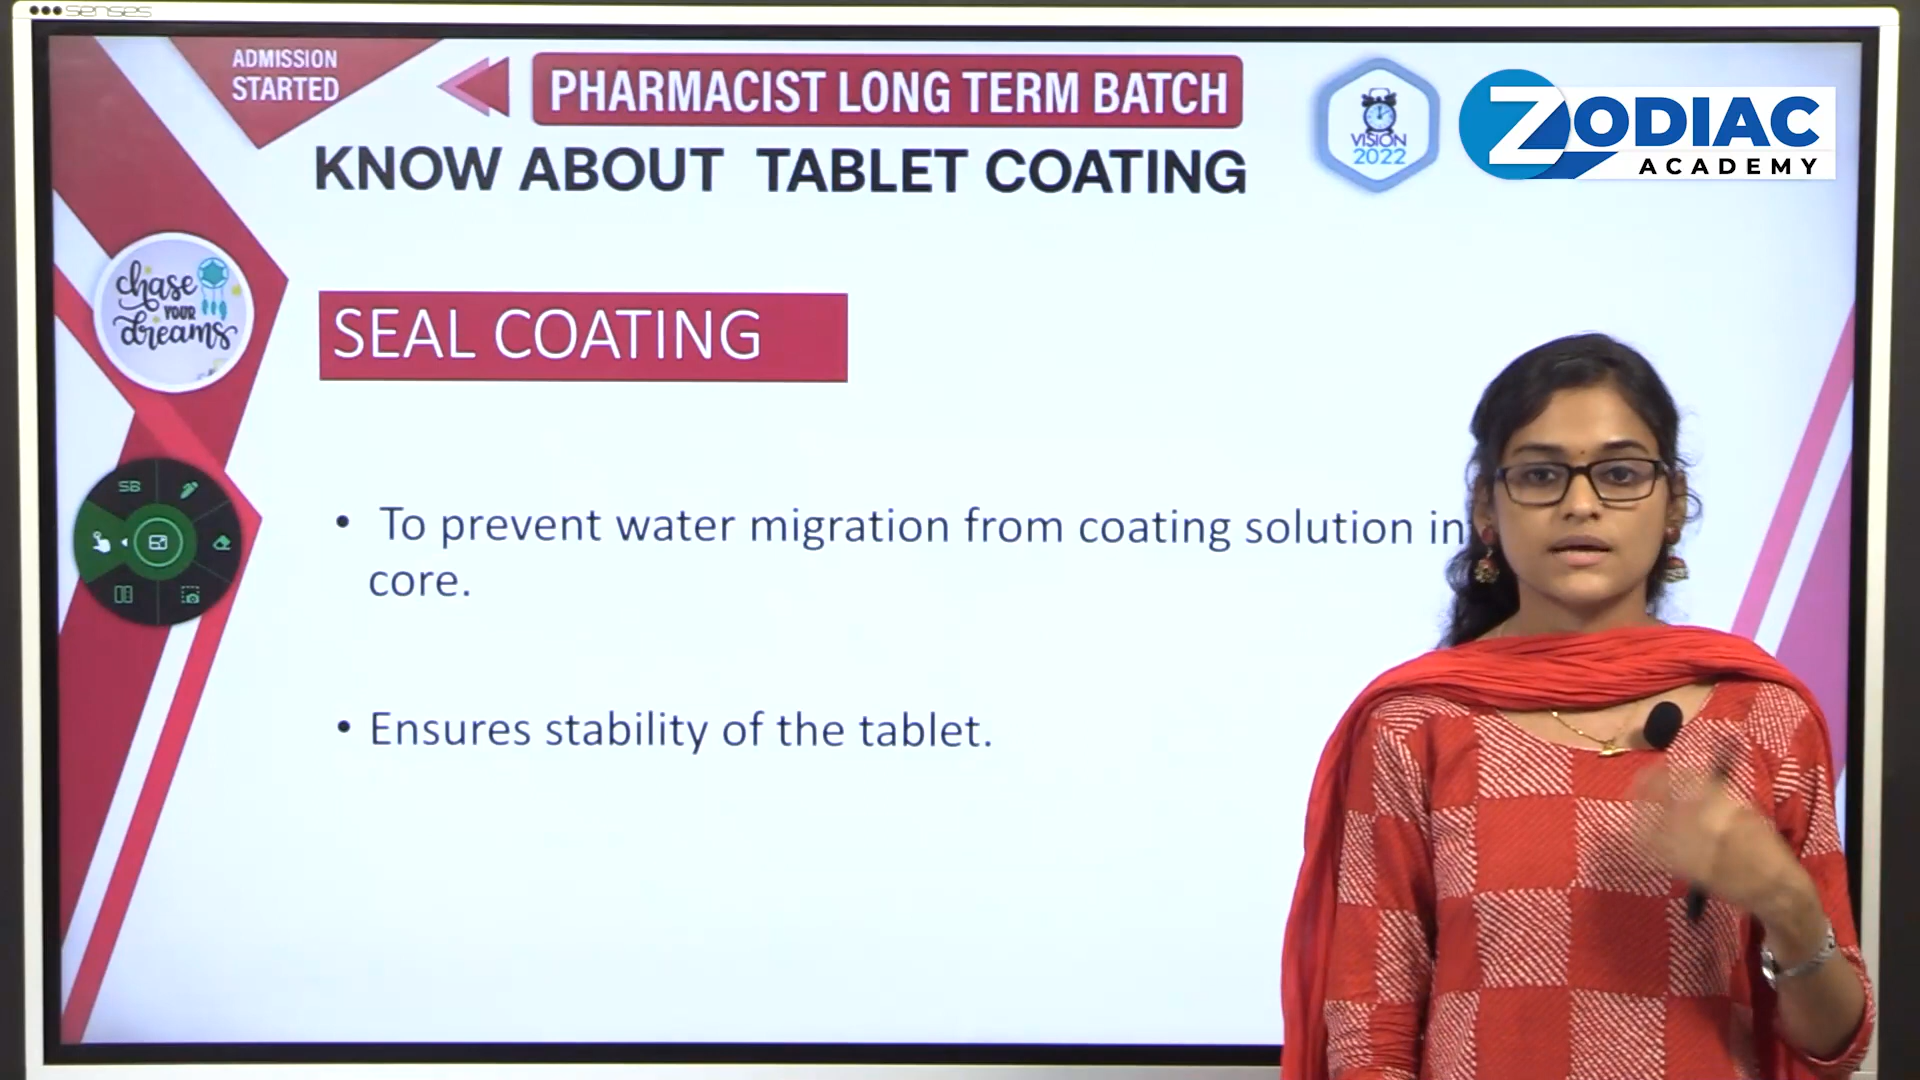 senses
ADMISSION
STARTED
PHARMACIST LONG TERM BATCH
KNOW ABOUT TABLET COATING
VISION
2022
ZODIAC
ACADEMY
chase
YOUR
dreams
SEAL COATING
SB
• To prevent water migration from coating solution in
core.
• Ensures stability of the tablet.